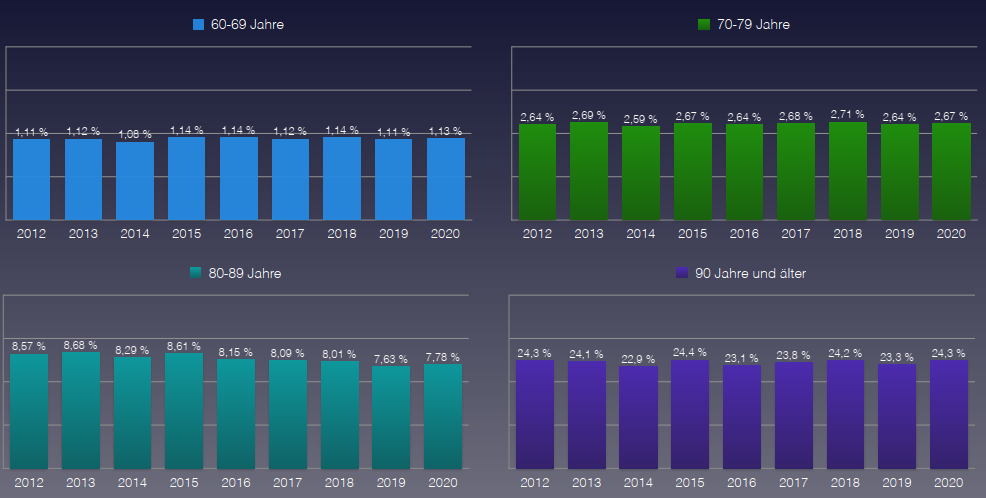 60-69 Jahre
1,11 % 1,12 % 1,08 % 1,14 % 1,14 % 1,12 % 1,14 % 1,11 % 1,13 %
2012 2013 2014 2015 2016 2017 2018 2019 2020
70-79 Jahre
2,64 % 2,69 % 2,59 % 2,67 % 2,64 % 2,68 % 2,71 % 2,64 % 2,67 %
2012 2013 2014 2015 2016 2017 2018 2019 2020
80-89 Jahre
8,57 % 8,68 % 8,29 % 8,61 % 8,15 % 8,09 % 8,01 % 7,63 % 7,78 %
2012 2013 2014 2015 2016 2017 2018 2019 2020
90 Jahre und älter
24,3 % 24,1 % 22,9 % 24,4 % 23,1 % 23,8 % 24,2 % 23,3 % 24,3 %
2012 2013 2014 2015 2016 2017 2018 2019 2020